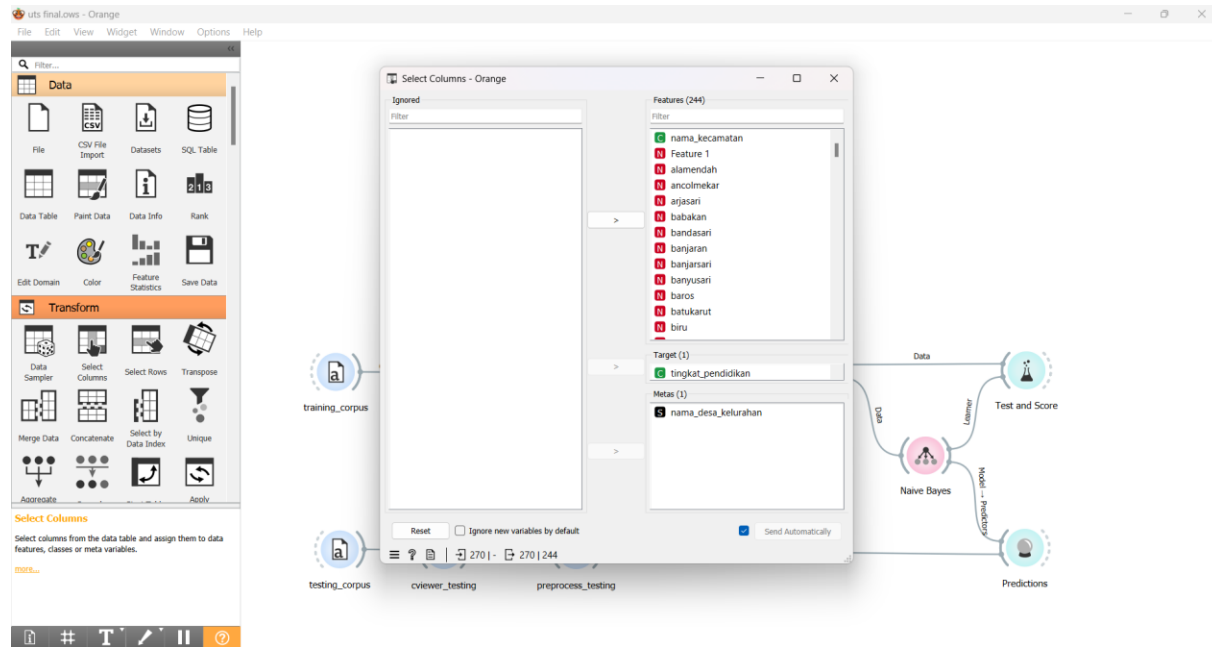 uts final.ows - Orange
File Edit View Widget Window Options Help
Filter...
Data
File
CSV File
Import
Datasets
SQL Table
Data Table
Paint Data
Data Info
Rank
Edit Domain
Color
Feature
Statistics
Save Data
Transform
Data
Sampler
Select
Columns
Select Rows
Transpose
Merge Data
Concatenate
Select by
Data Index
Unique
Aggregate
Apply
Select Columns
Select columns from the data table and assign them to data
features, classes or meta variables.
more...
training_corpus
testing_corpus
cviewer_testing
preprocess_testing
Select Columns - Orange
Ignored
Filter
>
>
>
Features (244)
Filter
C nama_kecamatan
N Feature 1
N alamendah
N ancolmekar
N arjasari
N babakan
N bandasari
N banjaran
N banjarsari
N banyusari
N baros
N batukarut
N biru
Target (1)
C tingkat_pendidikan
Metas (1)
S nama_desa_kelurahan
Reset
Ignore new variables by default
Send Automatically
270 | - 270 | 244
Data
Data
Learner
Test and Score
Naive Bayes
Model → Predictors
Predictions